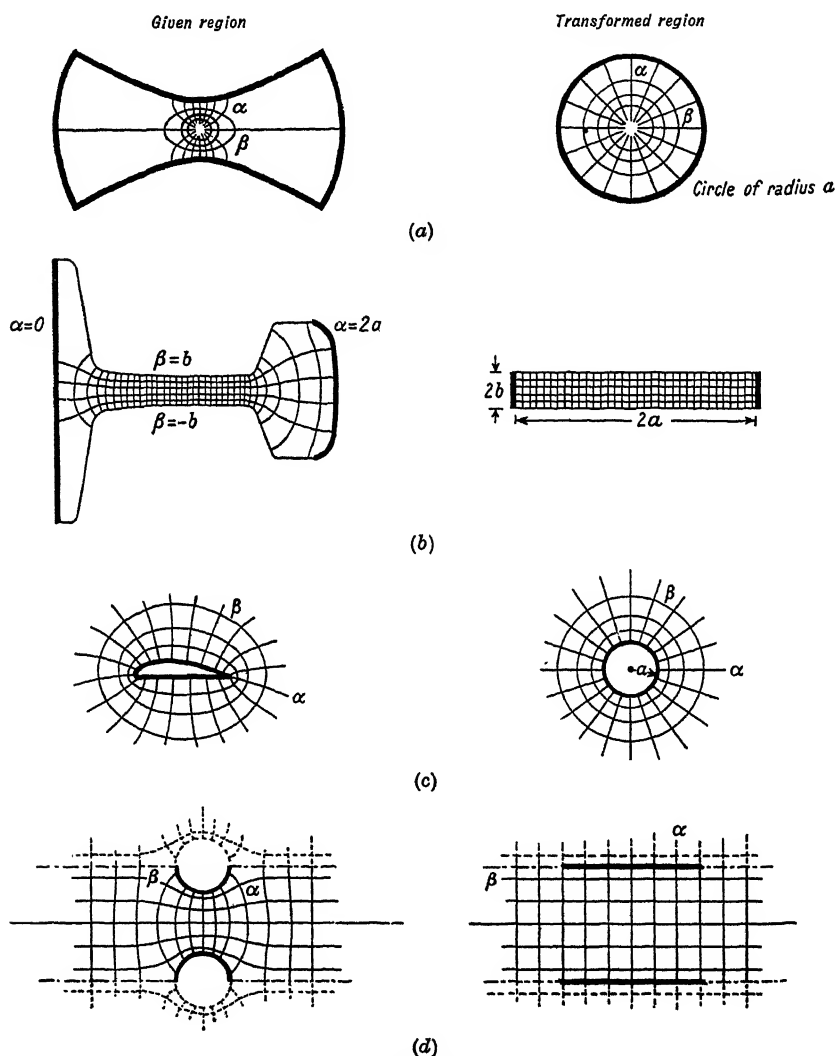 Given region
Transformed region
α
β
α
β
Circle of radius a
(a)
α=0
β=b
β=-b
α=2a
2b
2a
(b)
β
α
β
a
α
(c)
β
α
α
β
(d)